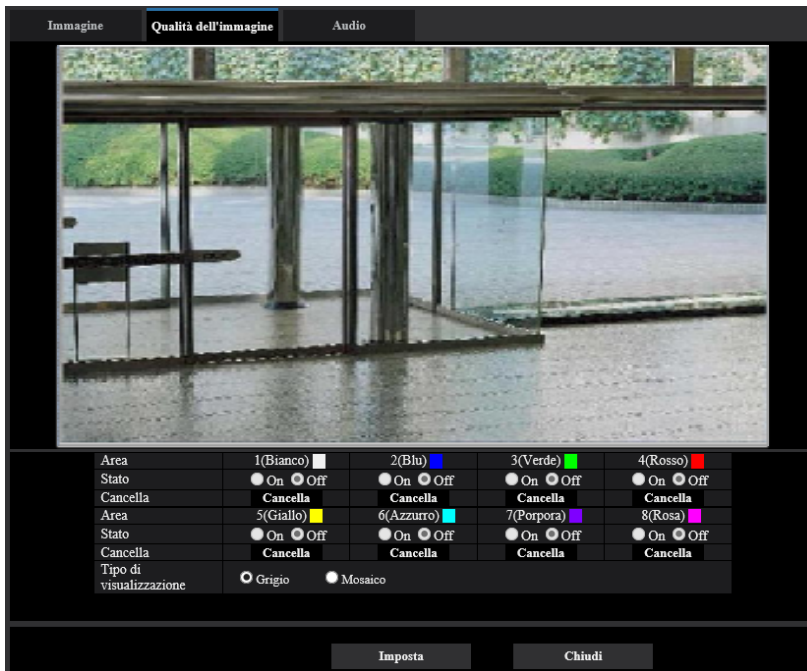 Immagine Qualità dell'immagine Audio
Area 1(Bianco) 2(Blu) 3(Verde) 4(Rosso)
Stato On Off On Off On Off On Off
Cancella Cancella Cancella Cancella Cancella
Area 5(Giallo) 6(Azzurro) 7(Porpora) 8(Rosa)
Stato On Off On Off On Off On Off
Cancella Cancella Cancella Cancella Cancella
Tipo di
visualizzazione Grigio Mosaico
Imposta Chiudi